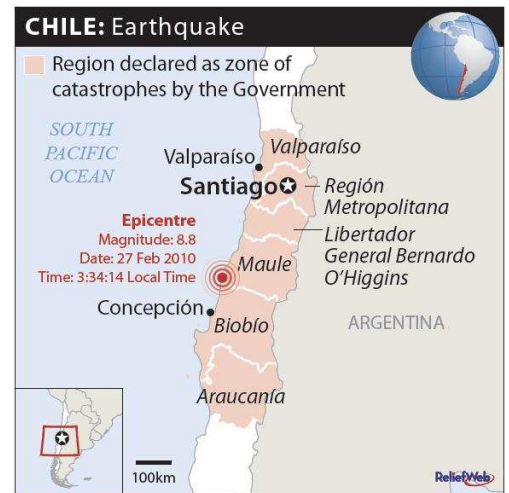 CHILE: Earthquake
Region declared as zone of
catastrophes by the Government
SOUTH
PACIFIC
OCEAN
Valparaíso
Valparaíso
Santiago
Región
Metropolitana
Libertador
General Bernardo
O'Higgins
Epicentre
Magnitude: 8.8
Date: 27 Feb 2010
Time: 3:34:14 Local Time
Maule
Concepción
Biobío
ARGENTINA
Araucanía
100km
ReliefWeb